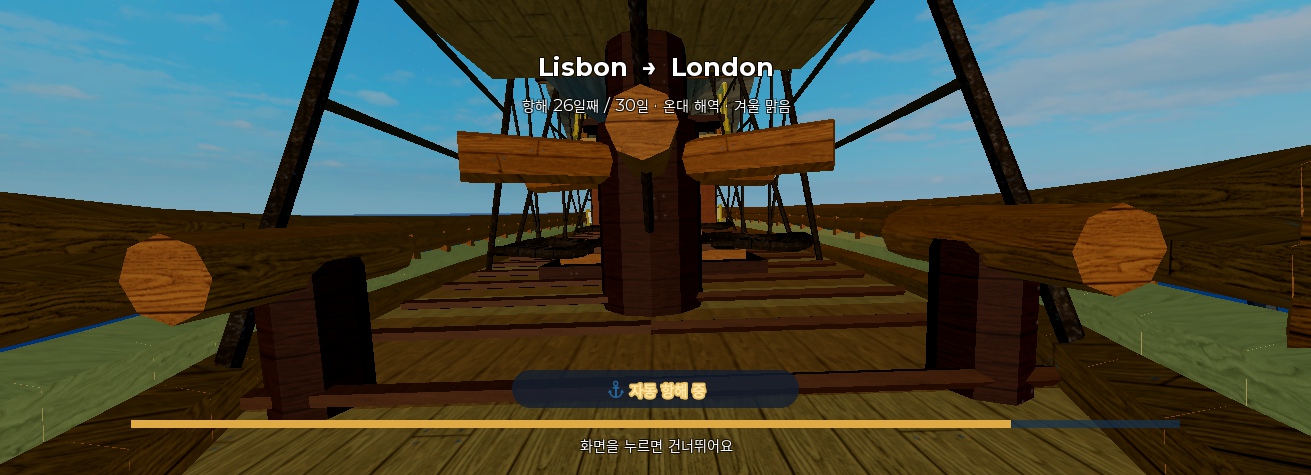 Lisbon → London
항해 26일째 / 30일 · 온대 해역 · 겨울 맑음
⚓ 자동 항해 중
화면을 누르면 건너뛰어요